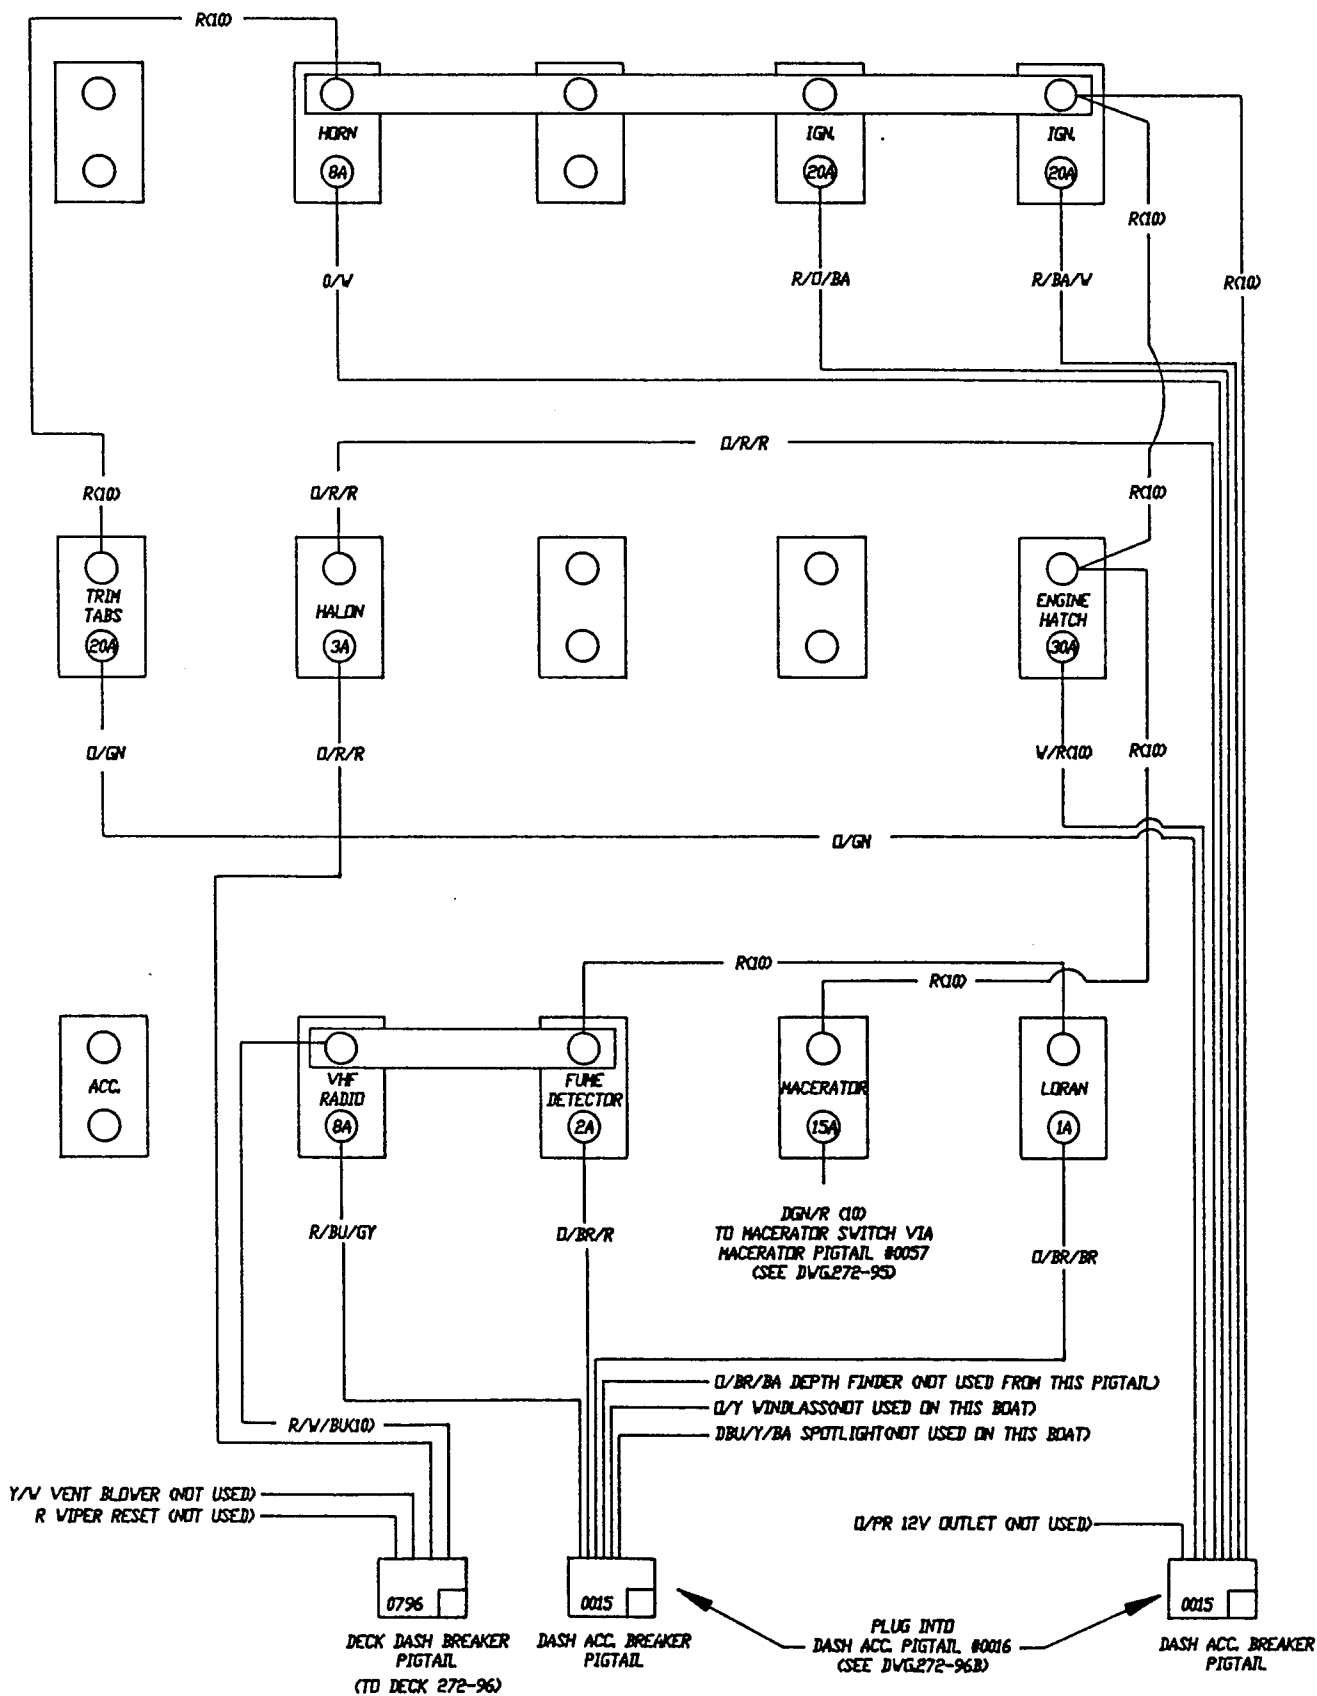 R(10)
HORN
IGN.
IGN.
8A
20A
20A
R(10)
O/W
R/O/BA
R/BA/W
R(10)
O/R/R
R(10)
O/R/R
R(10)
TRIM
TABS
HALON
ENGINE
HATCH
20A
3A
30A
O/GN
O/R/R
W/R(10)
R(10)
O/GN
R(10)
R(10)
ACC.
VHF
RADIO
FUME
DETECTOR
MACERATOR
LORAN
8A
2A
15A
1A
R/BU/GY
O/BR/R
DGN/R (10)
TO MACERATOR SWITCH VIA
MACERATOR PIGTAIL #0057
(SEE DWG.272-95)
O/BR/BR
O/BR/BA DEPTH FINDER (NOT USED FROM THIS PIGTAIL)
O/Y WINDLASS(NOT USED ON THIS BOAT)
DBU/Y/BA SPOTLIGHT(NOT USED ON THIS BOAT)
R/W/BU(10)
Y/W VENT BLOWER (NOT USED)
R WIPER RESET (NOT USED)
O/PR 12V OUTLET (NOT USED)
0796
0015
0015
DECK DASH BREAKER
PIGTAIL
(TO DECK 272-96)
DASH ACC. BREAKER
PIGTAIL
PLUG INTO
DASH ACC. PIGTAIL #0016
(SEE DWG.272-96B)
DASH ACC. BREAKER
PIGTAIL